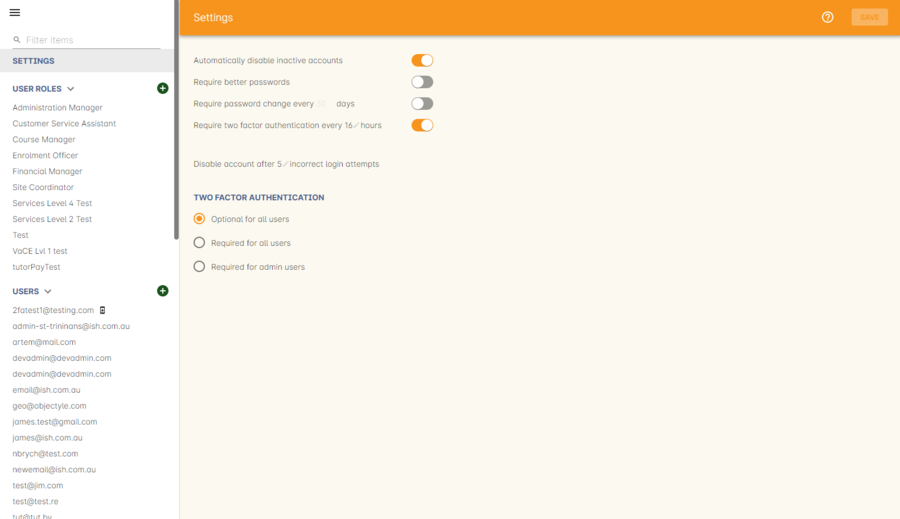 Settings
SAVE
Filter items
SETTINGS
USER ROLES
Administration Manager
Customer Service Assistant
Course Manager
Enrolment Officer
Financial Manager
Site Coordinator
Services Level 4 Test
Services Level 2 Test
Test
VaCE Lvl 1 test
tutorPayTest
USERS
2fatest1@testing.com
admin-st-trininans@ish.com.au
artem@mail.com
devadmin@devadmin.com
devadmin@devadmin.com
email@ish.com.au
geo@objectyle.com
james.test@gmail.com
james@ish.com.au
nbrych@test.com
newemail@ish.com.au
test@jim.com
test@test.re
tut@tut.by
Automatically disable inactive accounts
Require better passwords
Require password change every days
Require two factor authentication every 16 hours
Disable account after 5 incorrect login attempts
TWO FACTOR AUTHENTICATION
Optional for all users
Required for all users
Required for admin users